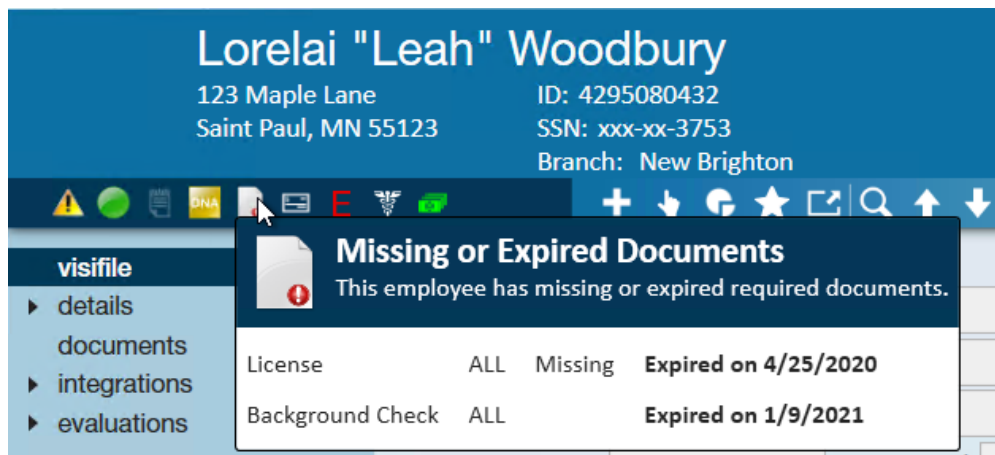 Lorelai "Leah" Woodbury
123 Maple Lane
Saint Paul, MN 55123
ID: 4295080432
SSN: xxx-xx-3753
Branch: New Brighton
DNA
E
Missing or Expired Documents
This employee has missing or expired required documents.
visifile
details
documents
integrations
evaluations
License ALL Missing Expired on 4/25/2020
Background Check ALL Expired on 1/9/2021